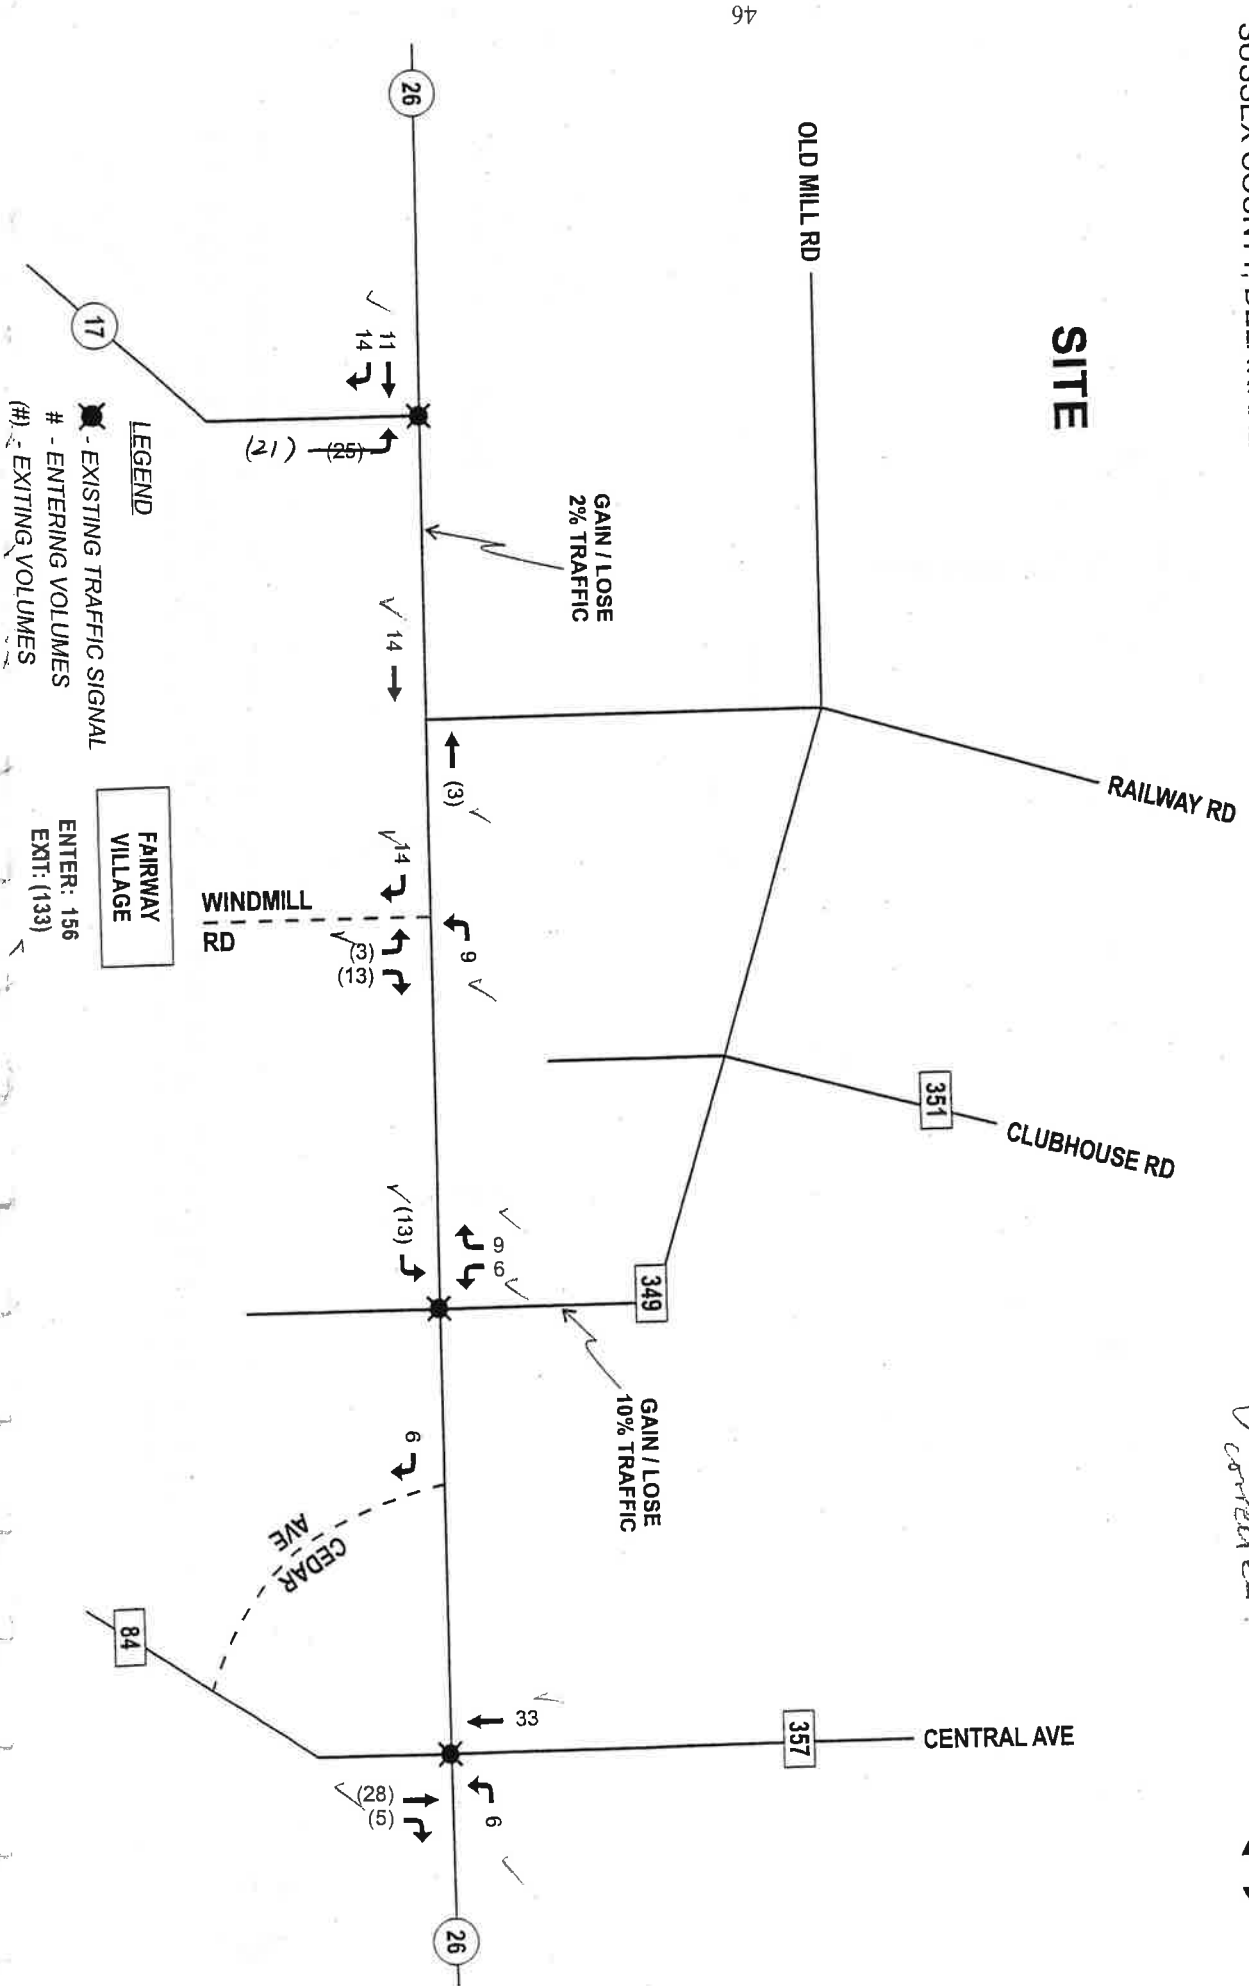 46
SITE
OLD MILL RD
RAILWAY RD
351
CLUBHOUSE RD
349
357
CENTRAL AVE
GAIN / LOSE
2% TRAFFIC
GAIN / LOSE
10% TRAFFIC
26
11
14
(25)
(21)
17
14
(3)
14
9
WINDMILL
RD
(3)
(13)
9
6
(13)
6
CEDAR
AVE
84
33
6
(28)
(5)
26
LEGEND
- EXISTING TRAFFIC SIGNAL
# - ENTERING VOLUMES
(#) - EXITING VOLUMES
FAIRWAY
VILLAGE
ENTER: 156
EXIT: (133)